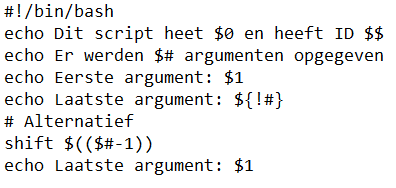 #!/bin/bash
echo Dit script heet $0 en heeft ID $$
echo Er werden $# argumenten opgegeven
echo Eerste argument: $1
echo Laatste argument: ${!#}
# Alternatief
shift $(($#-1))
echo Laatste argument: $1